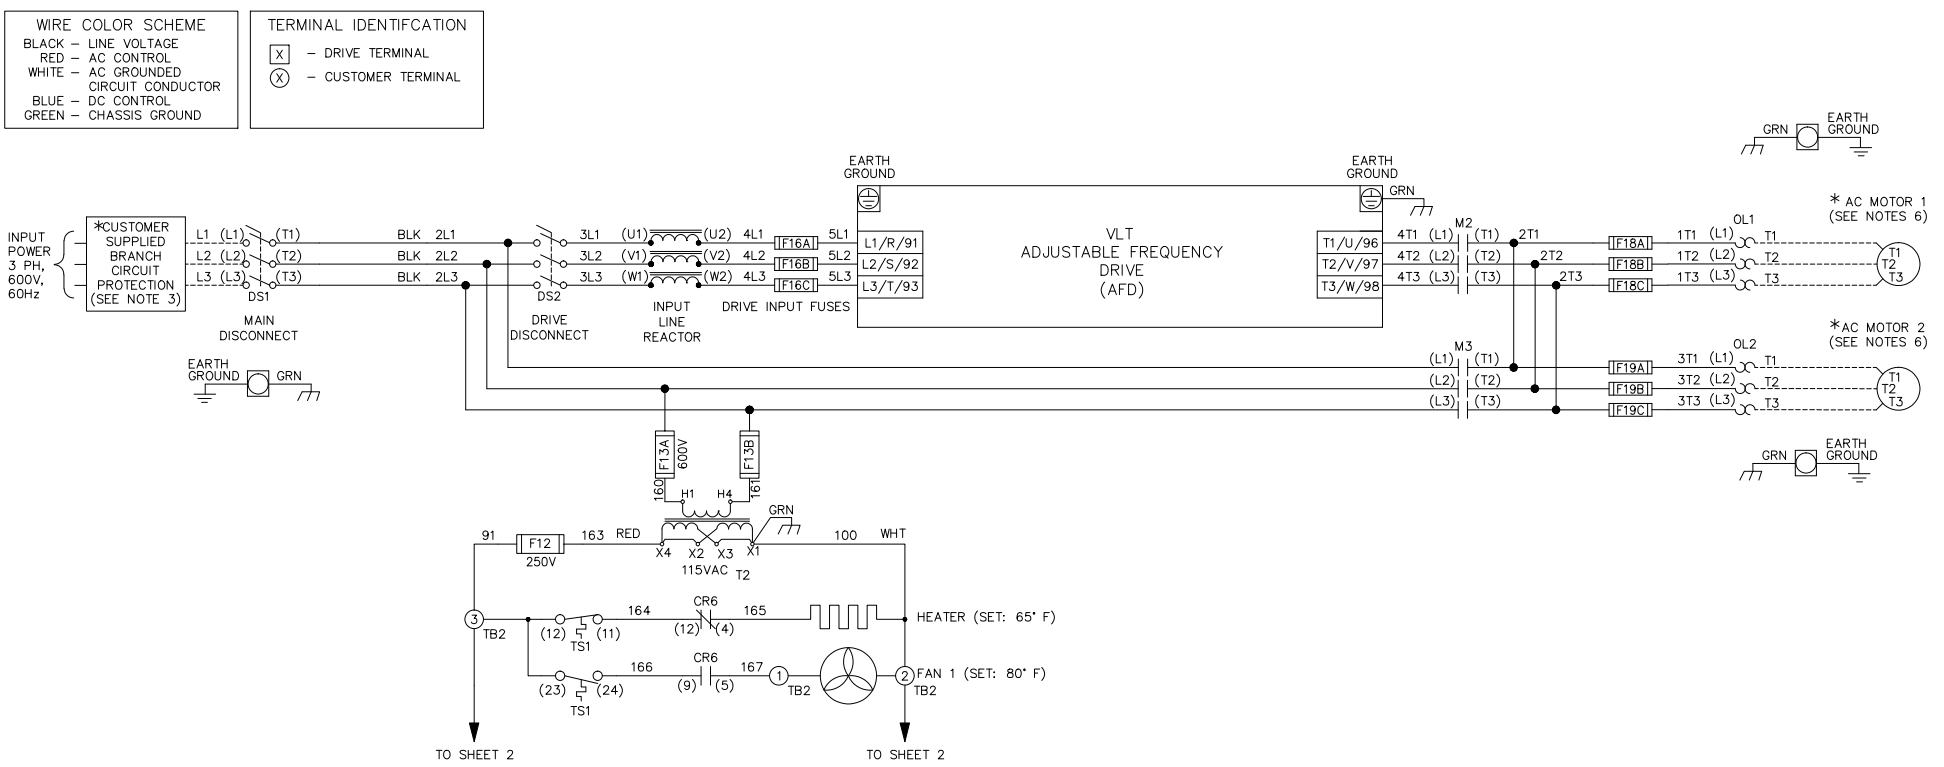 WIRE COLOR SCHEME
BLACK – LINE VOLTAGE
RED – AC CONTROL
WHITE – AC GROUNDED
CIRCUIT CONDUCTOR
BLUE – DC CONTROL
GREEN – CHASSIS GROUND
TERMINAL IDENTIFCATION
X – DRIVE TERMINAL
X – CUSTOMER TERMINAL
GRN
EARTH
GROUND
EARTH
GROUND
EARTH
GROUND
GRN
INPUT
POWER
3 PH,
600V,
60Hz
*CUSTOMER
SUPPLIED
BRANCH
CIRCUIT
PROTECTION
(SEE NOTE 3)
L1 (L1) (T1) BLK 2L1 3L1 (U1) (U2) 4L1 F16A 5L1 L1/R/91
L2 (L2) (T2) BLK 2L2 3L2 (V1) (V2) 4L2 F16B 5L2 L2/S/92
L3 (L3) (T3) BLK 2L3 3L3 (W1) (W2) 4L3 F16C 5L3 L3/T/93
DS1
MAIN
DISCONNECT
DS2
DRIVE
DISCONNECT
INPUT
LINE
REACTOR
DRIVE INPUT FUSES
VLT
ADJUSTABLE FREQUENCY
DRIVE
(AFD)
M2
OL1
* AC MOTOR 1
(SEE NOTES 6)
T1/U/96 4T1 (L1) (T1) 2T1 F18A 1T1 (L1) T1
T2/V/97 4T2 (L2) (T2) 2T2 F18B 1T2 (L2) T2
T3/W/98 4T3 (L3) (T3) 2T3 F18C 1T3 (L3) T3
T1
T2
T3
EARTH
GROUND
GRN
M3
OL2
*AC MOTOR 2
(SEE NOTES 6)
(L1) (T1) F19A 3T1 (L1) T1
(L2) (T2) F19B 3T2 (L2) T2
(L3) (T3) F19C 3T3 (L3) T3
T1
T2
T3
GRN
EARTH
GROUND
F13A
600V
F13B
160
161
H1 H4
GRN
91 F12 163 RED
250V
X4 X2 X3 X1
100 WHT
115VAC T2
3
TB2
(12) (11)
TS1
164
CR6
(12) (4)
165
HEATER (SET: 65° F)
(23) (24)
TS1
166
CR6
(9) (5)
167
1
TB2
2
TB2
FAN 1 (SET: 80° F)
TO SHEET 2
TO SHEET 2